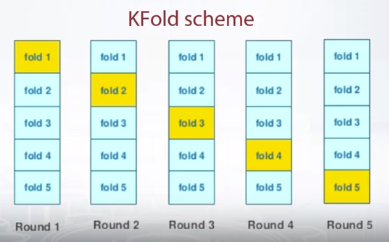 KFold scheme
fold 1 fold 1 fold 1 fold 1 fold 1
fold 2 fold 2 fold 2 fold 2 fold 2
fold 3 fold 3 fold 3 fold 3 fold 3
fold 4 fold 4 fold 4 fold 4 fold 4
fold 5 fold 5 fold 5 fold 5 fold 5
Round 1 Round 2 Round 3 Round 4 Round 5